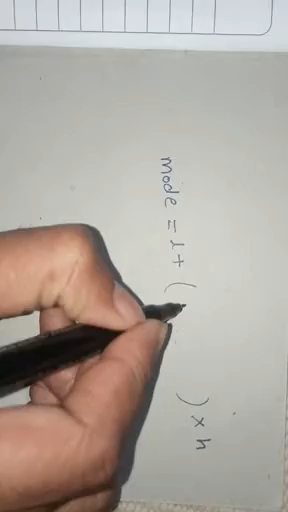 mode = l + (        ) x h